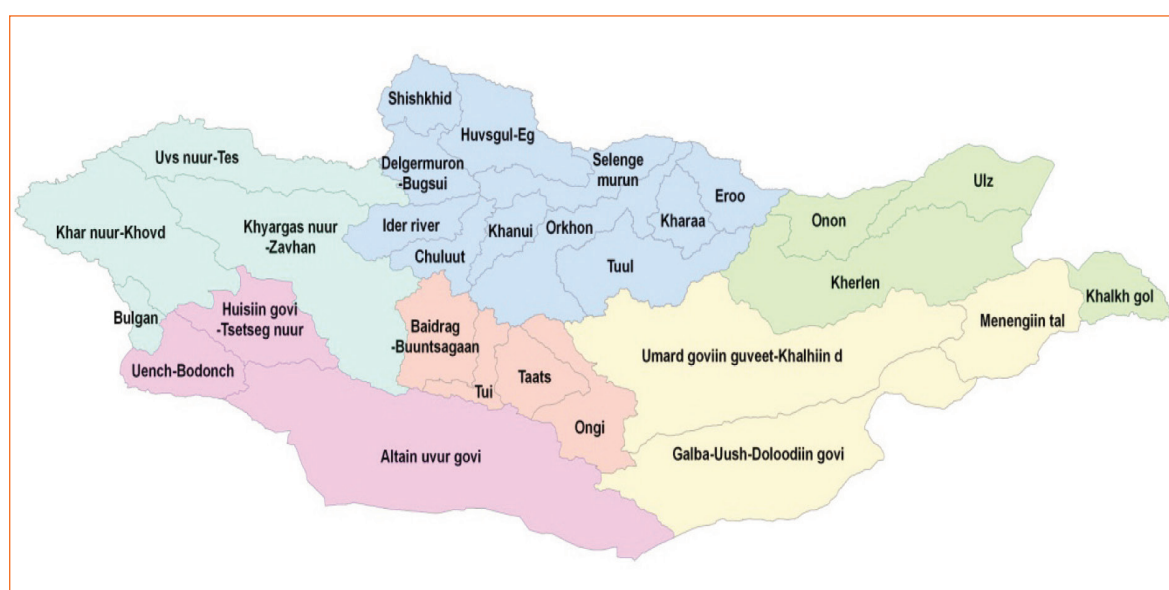 Shishkhid
Huvsgul-Eg
Uvs nuur-Tes
Delgermuron
-Bugsui
Selenge
murun
Eroo
Ulz
Khar nuur-Khovd
Khyargas nuur
-Zavhan
Ider river
Khanui
Orkhon
Kharaa
Onon
Chuluut
Tuul
Kherlen
Khalkh gol
Bulgan
Huisiin govi
-Tsetseg nuur
Baidrag
-Buuntsagaan
Umard goviin guveet-Khalhiin d
Menengiin tal
Uench-Bodonch
Tui
Taats
Ongi
Altain uvur govi
Galba-Uush-Doloodiin govi